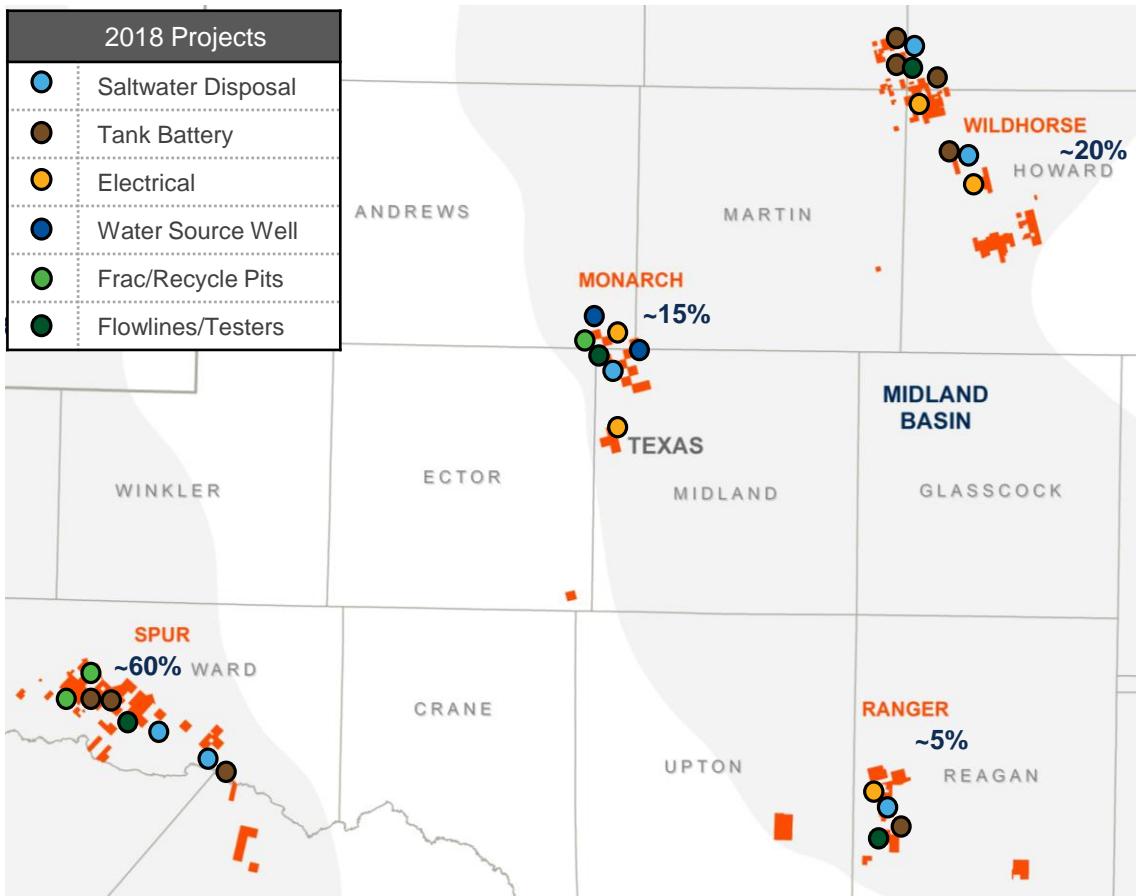 2018 Projects
Saltwater Disposal
Tank Battery
Electrical
Water Source Well
Frac/Recycle Pits
Flowlines/Testers
WILDHORSE
~20%
HOWARD
ANDREWS
MARTIN
MONARCH
~15%
MIDLAND
BASIN
TEXAS
WINKLER
ECTOR
MIDLAND
GLASSCOCK
SPUR
~60%
WARD
CRANE
RANGER
~5%
UPTON
REAGAN